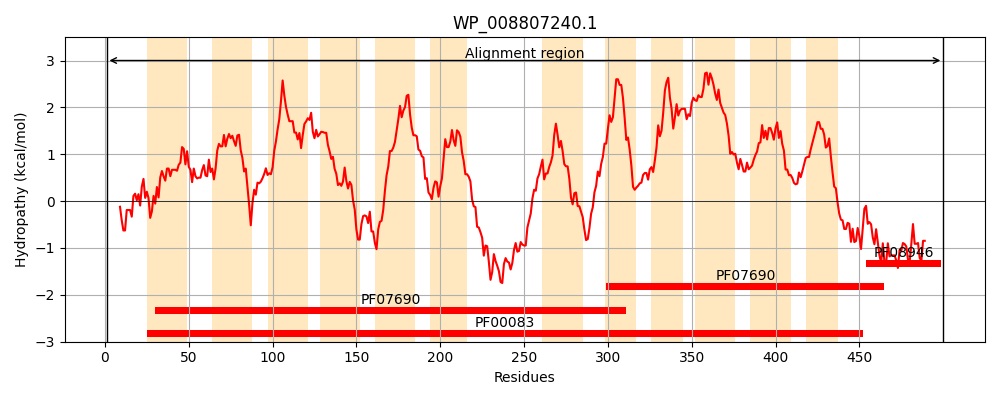 WP_008807240.1
Alignment region
3
2
1
0
−1
−2
−3
Hydropathy (kcal/mol)
PF08946
PF07690
PF07690
PF00083
0 50 100 150 200 250 300 350 400 450
Residues